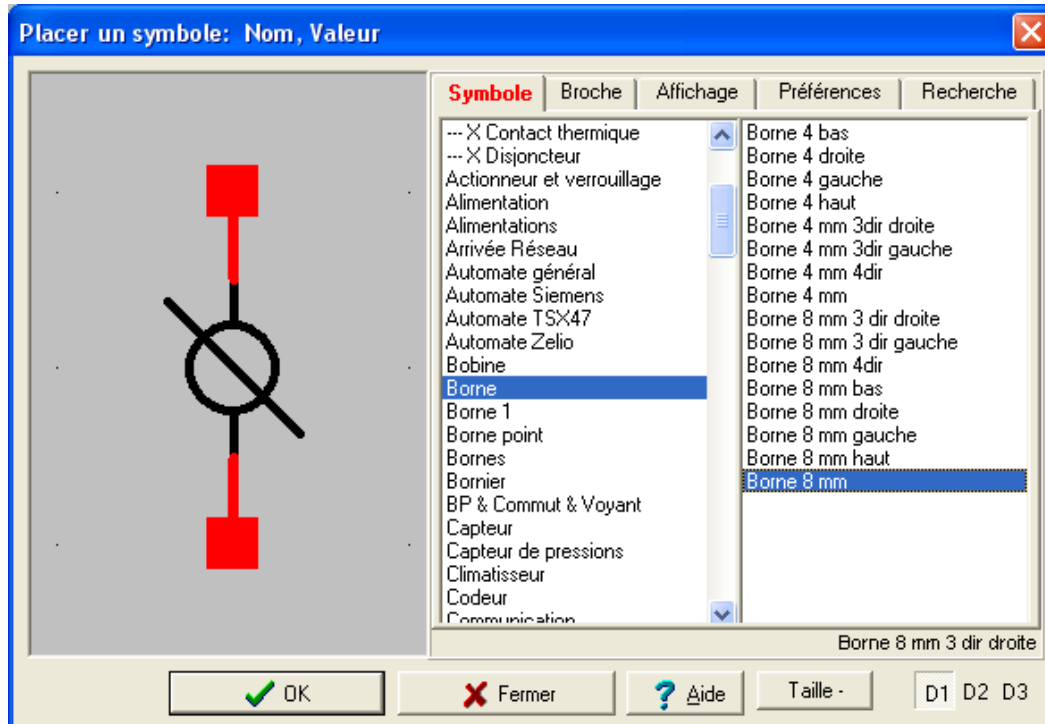 Placer un symbole: Nom, Valeur
Symbole Broche Affichage Préférences Recherche
--- X Contact thermique
--- X Disjoncteur
Actionneur et verrouillage
Alimentation
Alimentations
Arrivée Réseau
Automate général
Automate Siemens
Automate TSX47
Automate Zelio
Bobine
Borne
Borne 1
Borne point
Bornes
Bornier
BP & Commut & Voyant
Capteur
Capteur de pressions
Climatisseur
Codeur
Communication
Borne 4 bas
Borne 4 droite
Borne 4 gauche
Borne 4 haut
Borne 4 mm 3dir droite
Borne 4 mm 3dir gauche
Borne 4 mm 4dir
Borne 4 mm
Borne 8 mm 3 dir droite
Borne 8 mm 3 dir gauche
Borne 8 mm 4dir
Borne 8 mm bas
Borne 8 mm droite
Borne 8 mm gauche
Borne 8 mm haut
Borne 8 mm
Borne 8 mm 3 dir droite
OK Fermer Aide Taille - D1 D2 D3